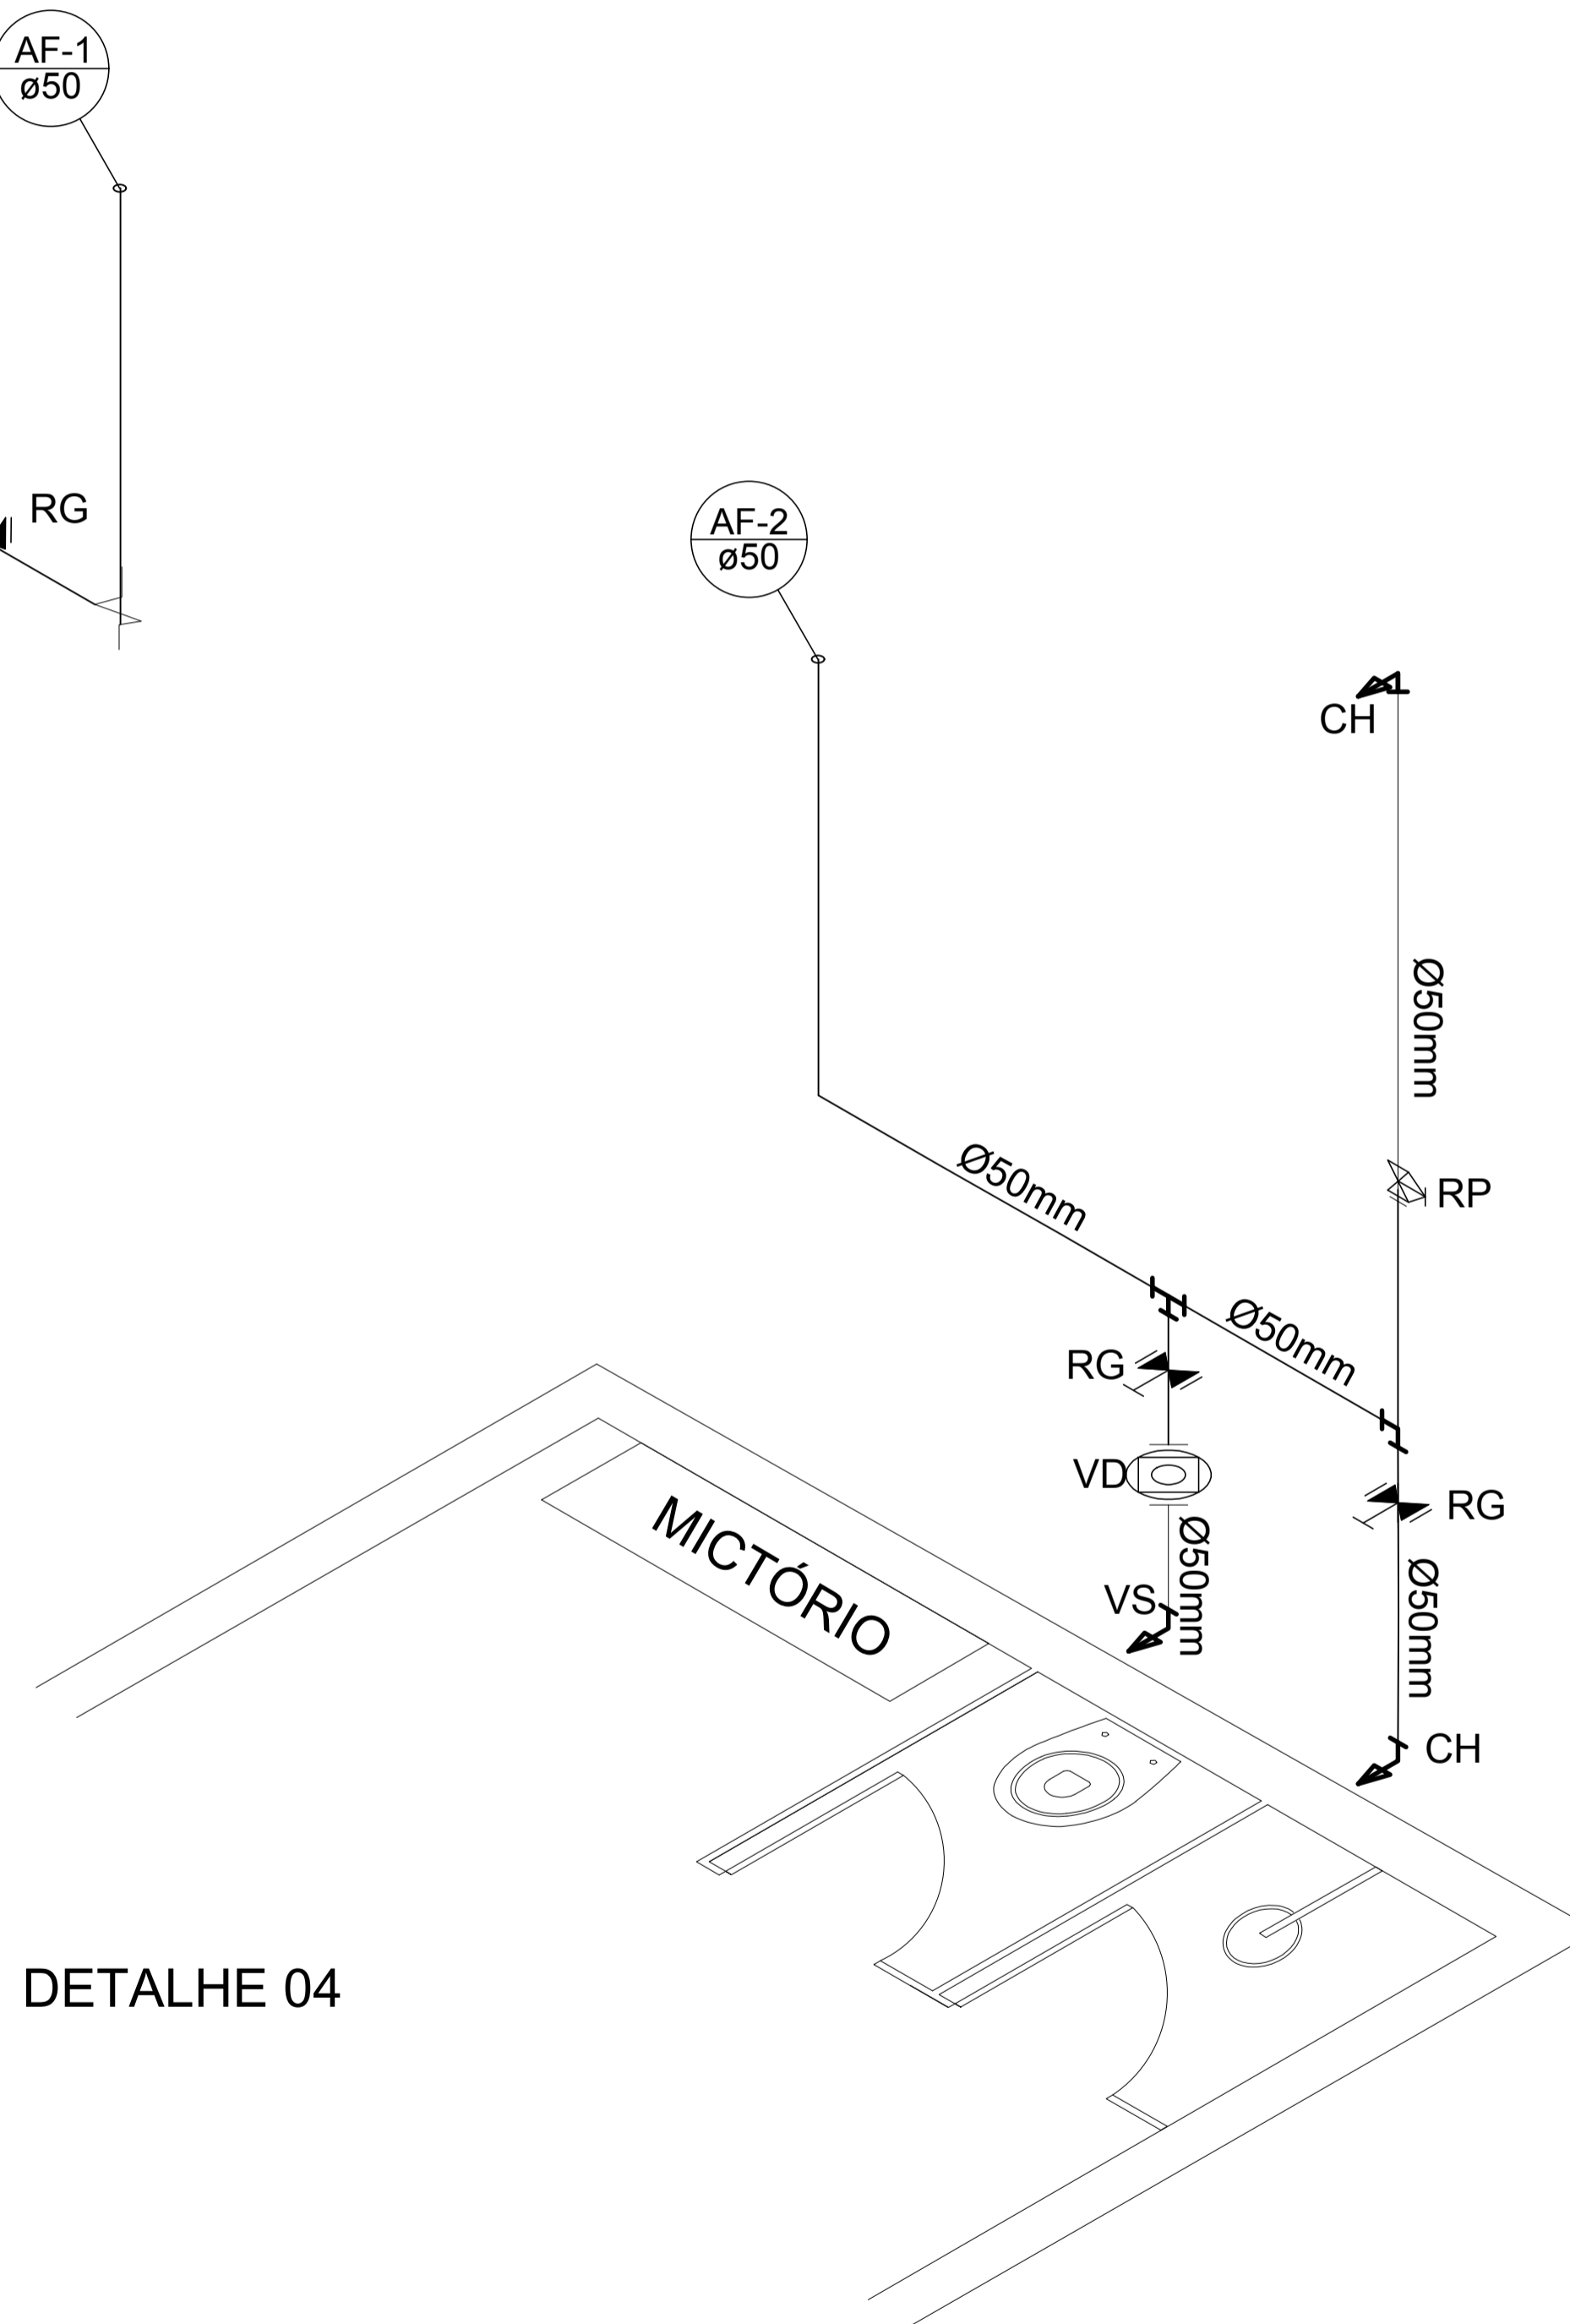 AF-1
ø50
RG
AF-2
ø50
CH
Ø50mm
Ø50mm
RP
Ø50mm
RG
VD
RG
Ø50mm
MICTÓRIO
VS
Ø50mm
CH
DETALHE 04